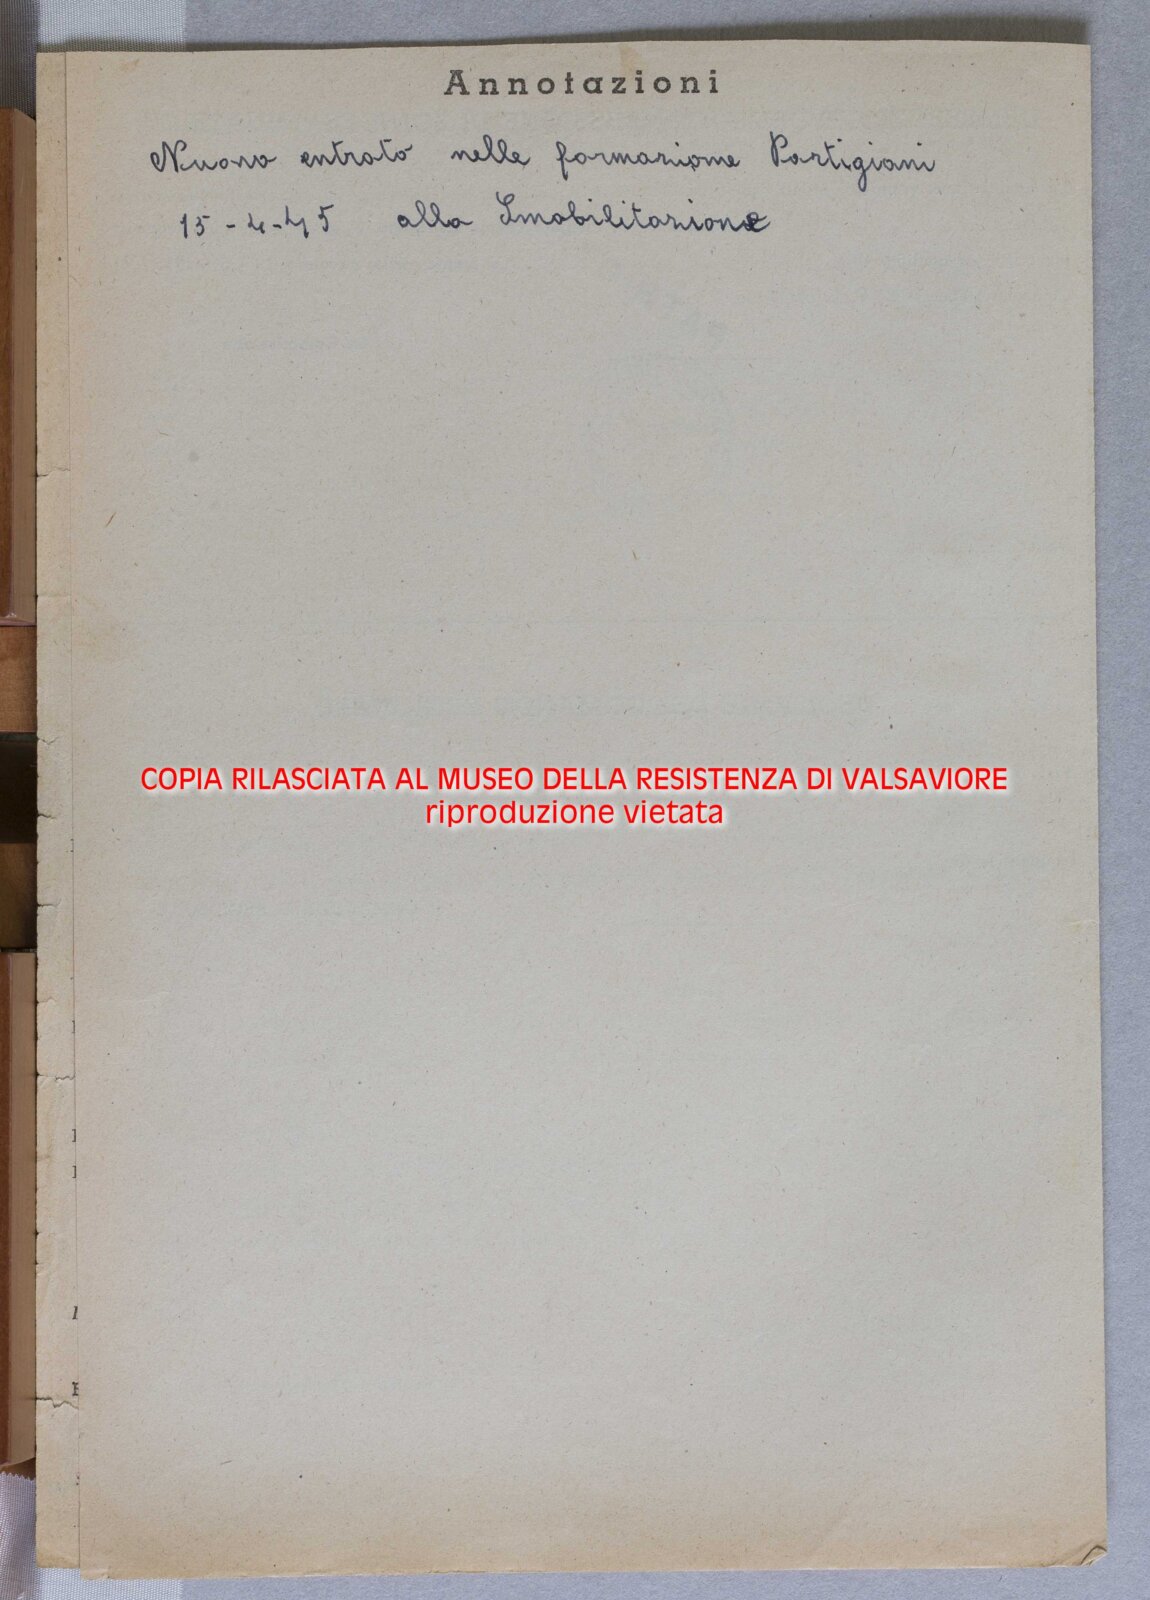 Annotazioni
Nuovo entrato nelle formazione Partigiani
15-4-45 alla Smobilitazione
COPIA RILASCIATA AL MUSEO DELLA RESISTENZA DI VALSAVIORE
riproduzione vietata